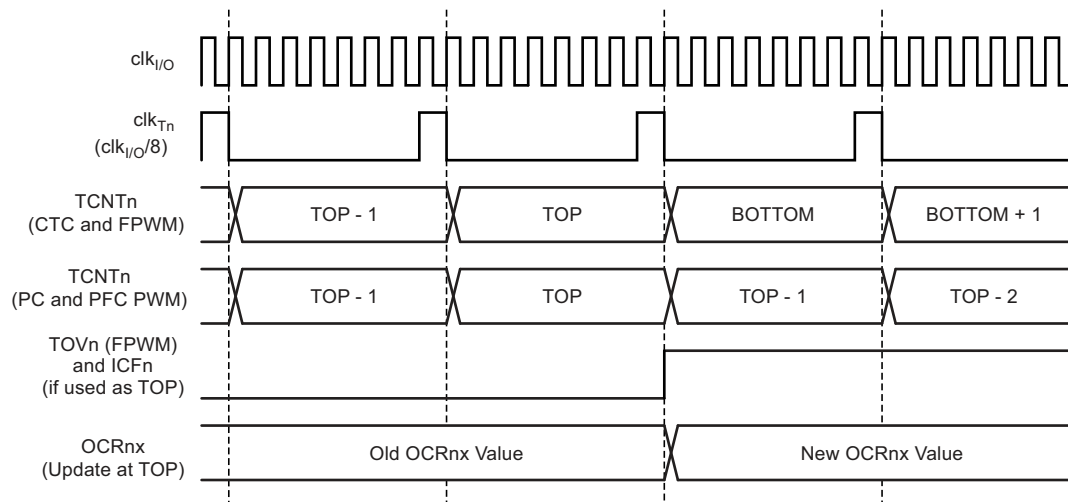 clkI/O
clkTn
(clkI/O/8)
TCNTn
(CTC and FPWM)
TOP - 1
TOP
BOTTOM
BOTTOM + 1
TCNTn
(PC and PFC PWM)
TOP - 1
TOP
TOP - 1
TOP - 2
TOVn (FPWM)
and ICFn
(if used as TOP)
OCRnx
(Update at TOP)
Old OCRnx Value
New OCRnx Value